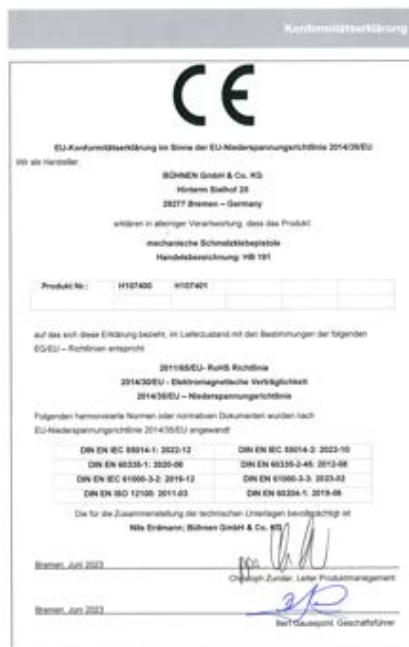 Konformitätserklärung
CE
EU-Konformitätserklärung im Sinne der EU-Niederspannungsrichtlinie 2014/35/EU
Wir als Hersteller,
BÜHNEN GmbH & Co. KG
Hinterm Sielhof 25
28277 Bremen – Germany
erklären in alleiniger Verantwortung, dass das Produkt:
mechanische Schmelzklebepistole
Handelsbezeichnung: HB 191
Produkt Nr.: H107400 H107401
auf das sich diese Erklärung bezieht, im Lieferzustand mit den Bestimmungen der folgenden
EG/EU – Richtlinien entspricht
2011/65/EU- RoHS Richtlinie
2014/30/EU - Elektromagnetische Verträglichkeit
2014/35/EU – Niederspannungsrichtlinie
Folgenden harmonisierte Normen oder normativen Dokumenten wurden nach
EU-Niederspannungsrichtlinie 2014/35/EU angewandt:
DIN EN IEC 55014-1: 2022-12 DIN EN IEC 55014-2: 2022-10
DIN EN 60335-1: 2020-08 DIN EN 60335-2-45: 2012-08
DIN EN IEC 61000-3-2: 2019-12 DIN EN 61000-3-3: 2023-02
DIN EN ISO 12100: 2011-03 DIN EN 60204-1: 2019-06
Die für die Zusammenstellung der technischen Unterlagen bevollmächtigt ist
Nils Erdmann; Bühnen GmbH & Co. KG
ppa
Bremen, Juni 2023
Christoph Zunder, Leiter Produktmanagement
Bremen, Juni 2023
Bert Gausepohl, Geschäftsführer